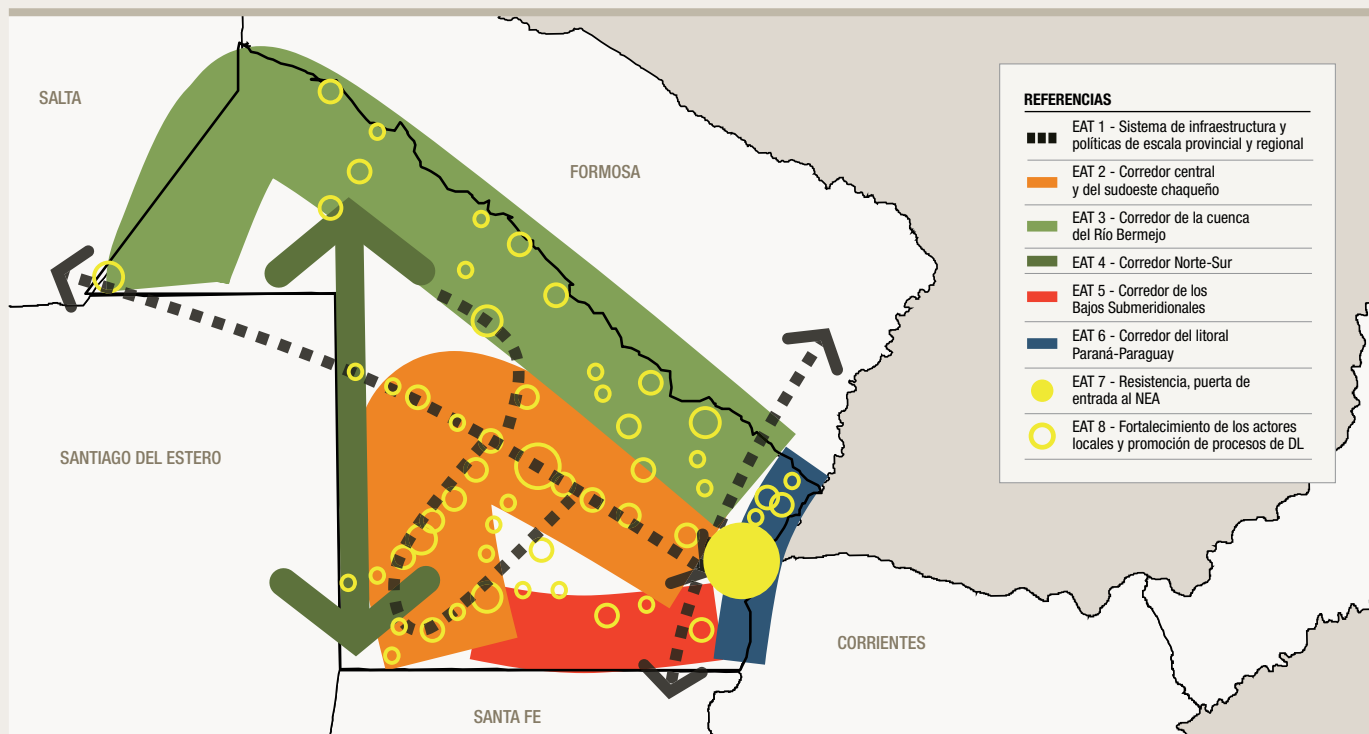 SALTA
FORMOSA
SANTIAGO DEL ESTERO
CORRIENTES
SANTA FE
REFERENCIAS
EAT 1 - Sistema de infraestructura y
políticas de escala provincial y regional
EAT 2 - Corredor central
y del sudoeste chaqueño
EAT 3 - Corredor de la cuenca
del Río Bermejo
EAT 4 - Corredor Norte-Sur
EAT 5 - Corredor de los
Bajos Submeridionales
EAT 6 - Corredor del litoral
Paraná-Paraguay
EAT 7 - Resistencia, puerta de
entrada al NEA
EAT 8 - Fortalecimiento de los actores
locales y promoción de procesos de DL